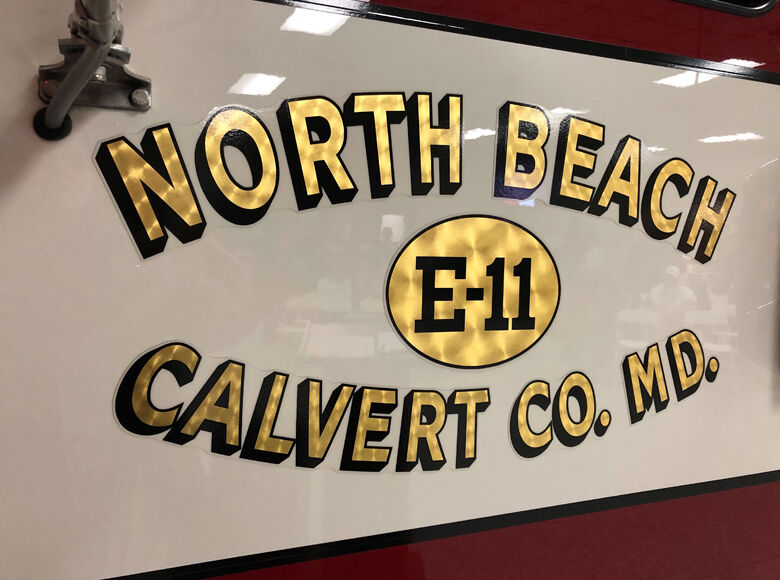 NORTH BEACH
E-11
CALVERT CO. MD.